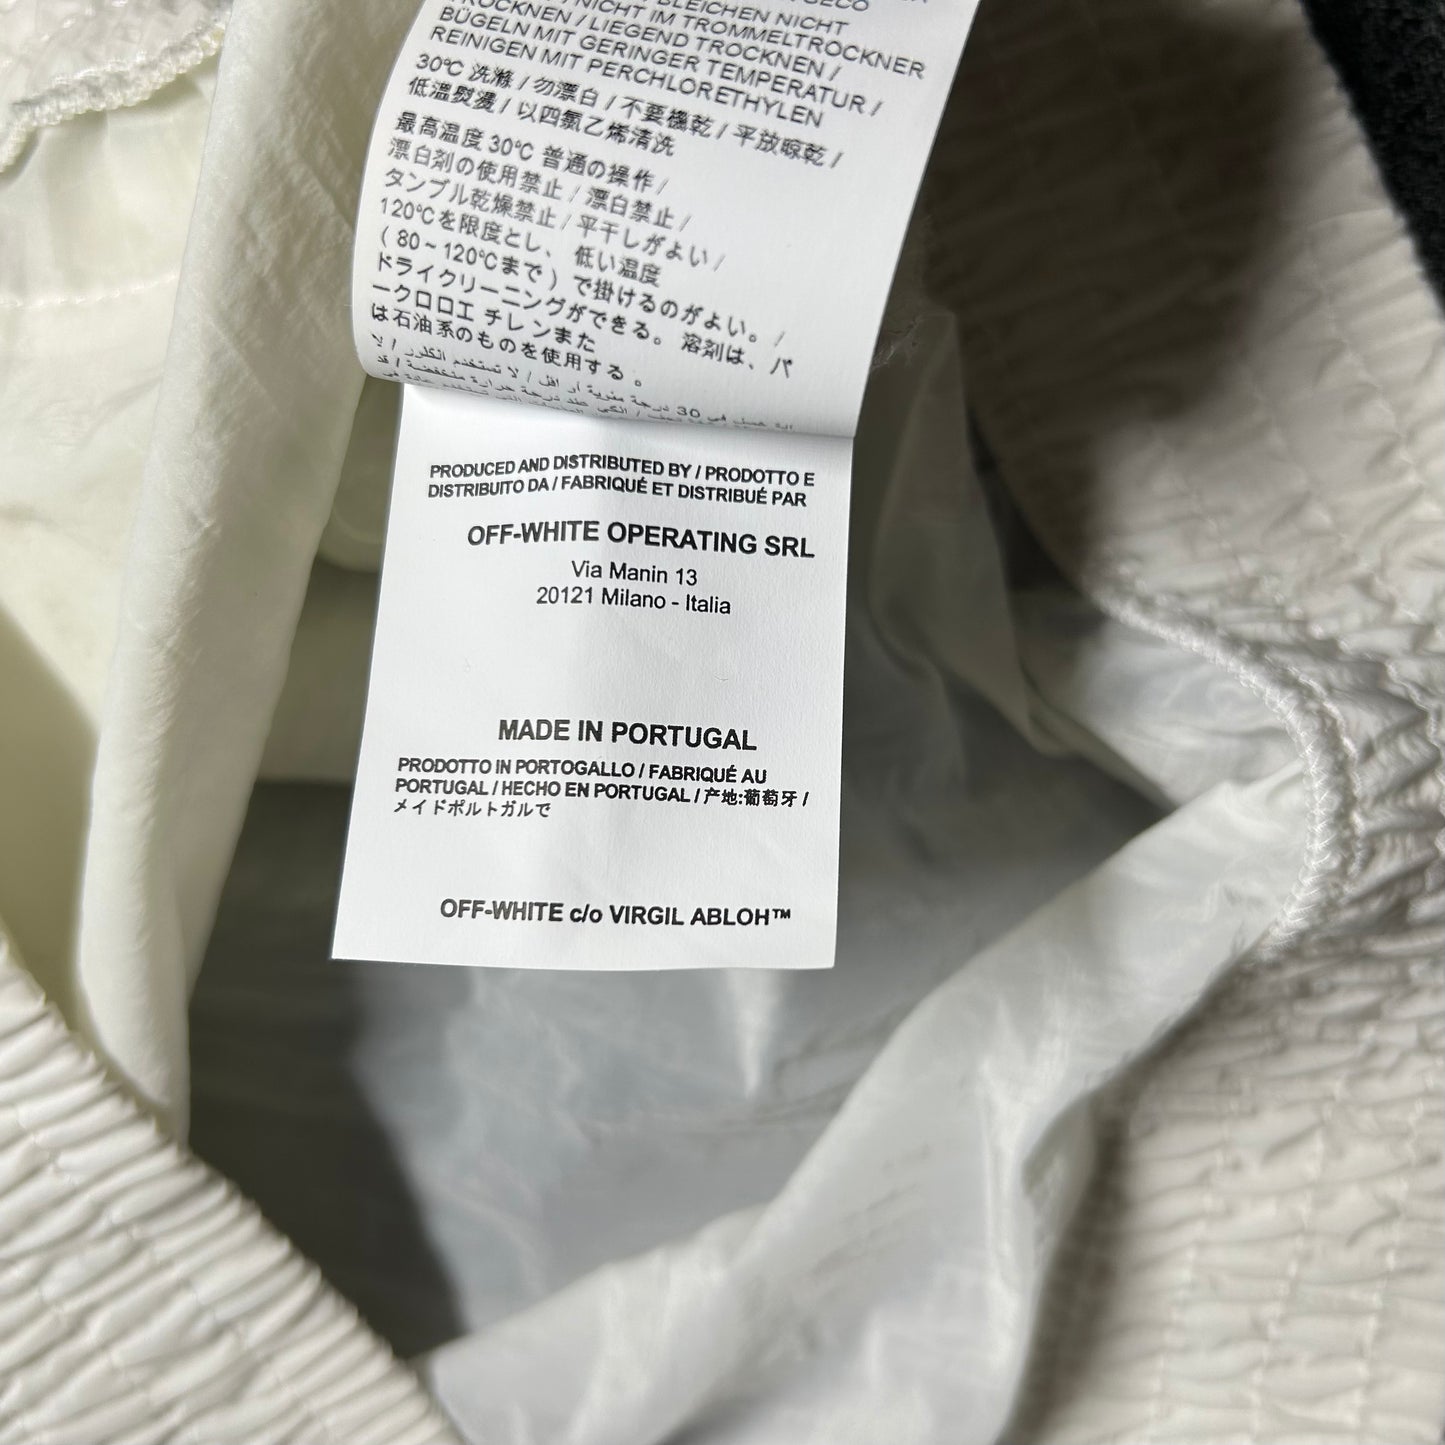 BLEICHEN NICHT
TROCKNEN / NICHT IM TROMMELTROCKNER
TROCKNEN / LIEGEND TROCKNEN /
BÜGELN MIT GERINGER TEMPERATUR /
REINIGEN MIT PERCHLORETHYLEN
30℃ 洗滌 / 勿漂白 / 不要機乾 / 平放晾乾 /
低溫熨燙 / 以四氯乙烯清洗
最高温度 30℃ 普通の操作 /
漂白剤の使用禁止 / 漂白禁止 /
タンブル乾燥禁止 / 平干しがよい /
120℃を限度とし、 低い温度
( 80~120℃まで ) で掛けるのがよい。 /
ドライクリーニングができる。 溶剤は、パ
ークロロエ チレ ンまた
は石油系のものを使用する 。
PRODUCED AND DISTRIBUTED BY / PRODOTTO E
DISTRIBUITO DA / FABRIQUÉ ET DISTRIBUÉ PAR
OFF-WHITE OPERATING SRL
Via Manin 13
20121 Milano - Italia
MADE IN PORTUGAL
PRODOTTO IN PORTOGALLO / FABRIQUÉ AU
PORTUGAL / HECHO EN PORTUGAL / 产地:葡萄牙 /
メイドポルトガルで
OFF-WHITE c/o VIRGIL ABLOH™